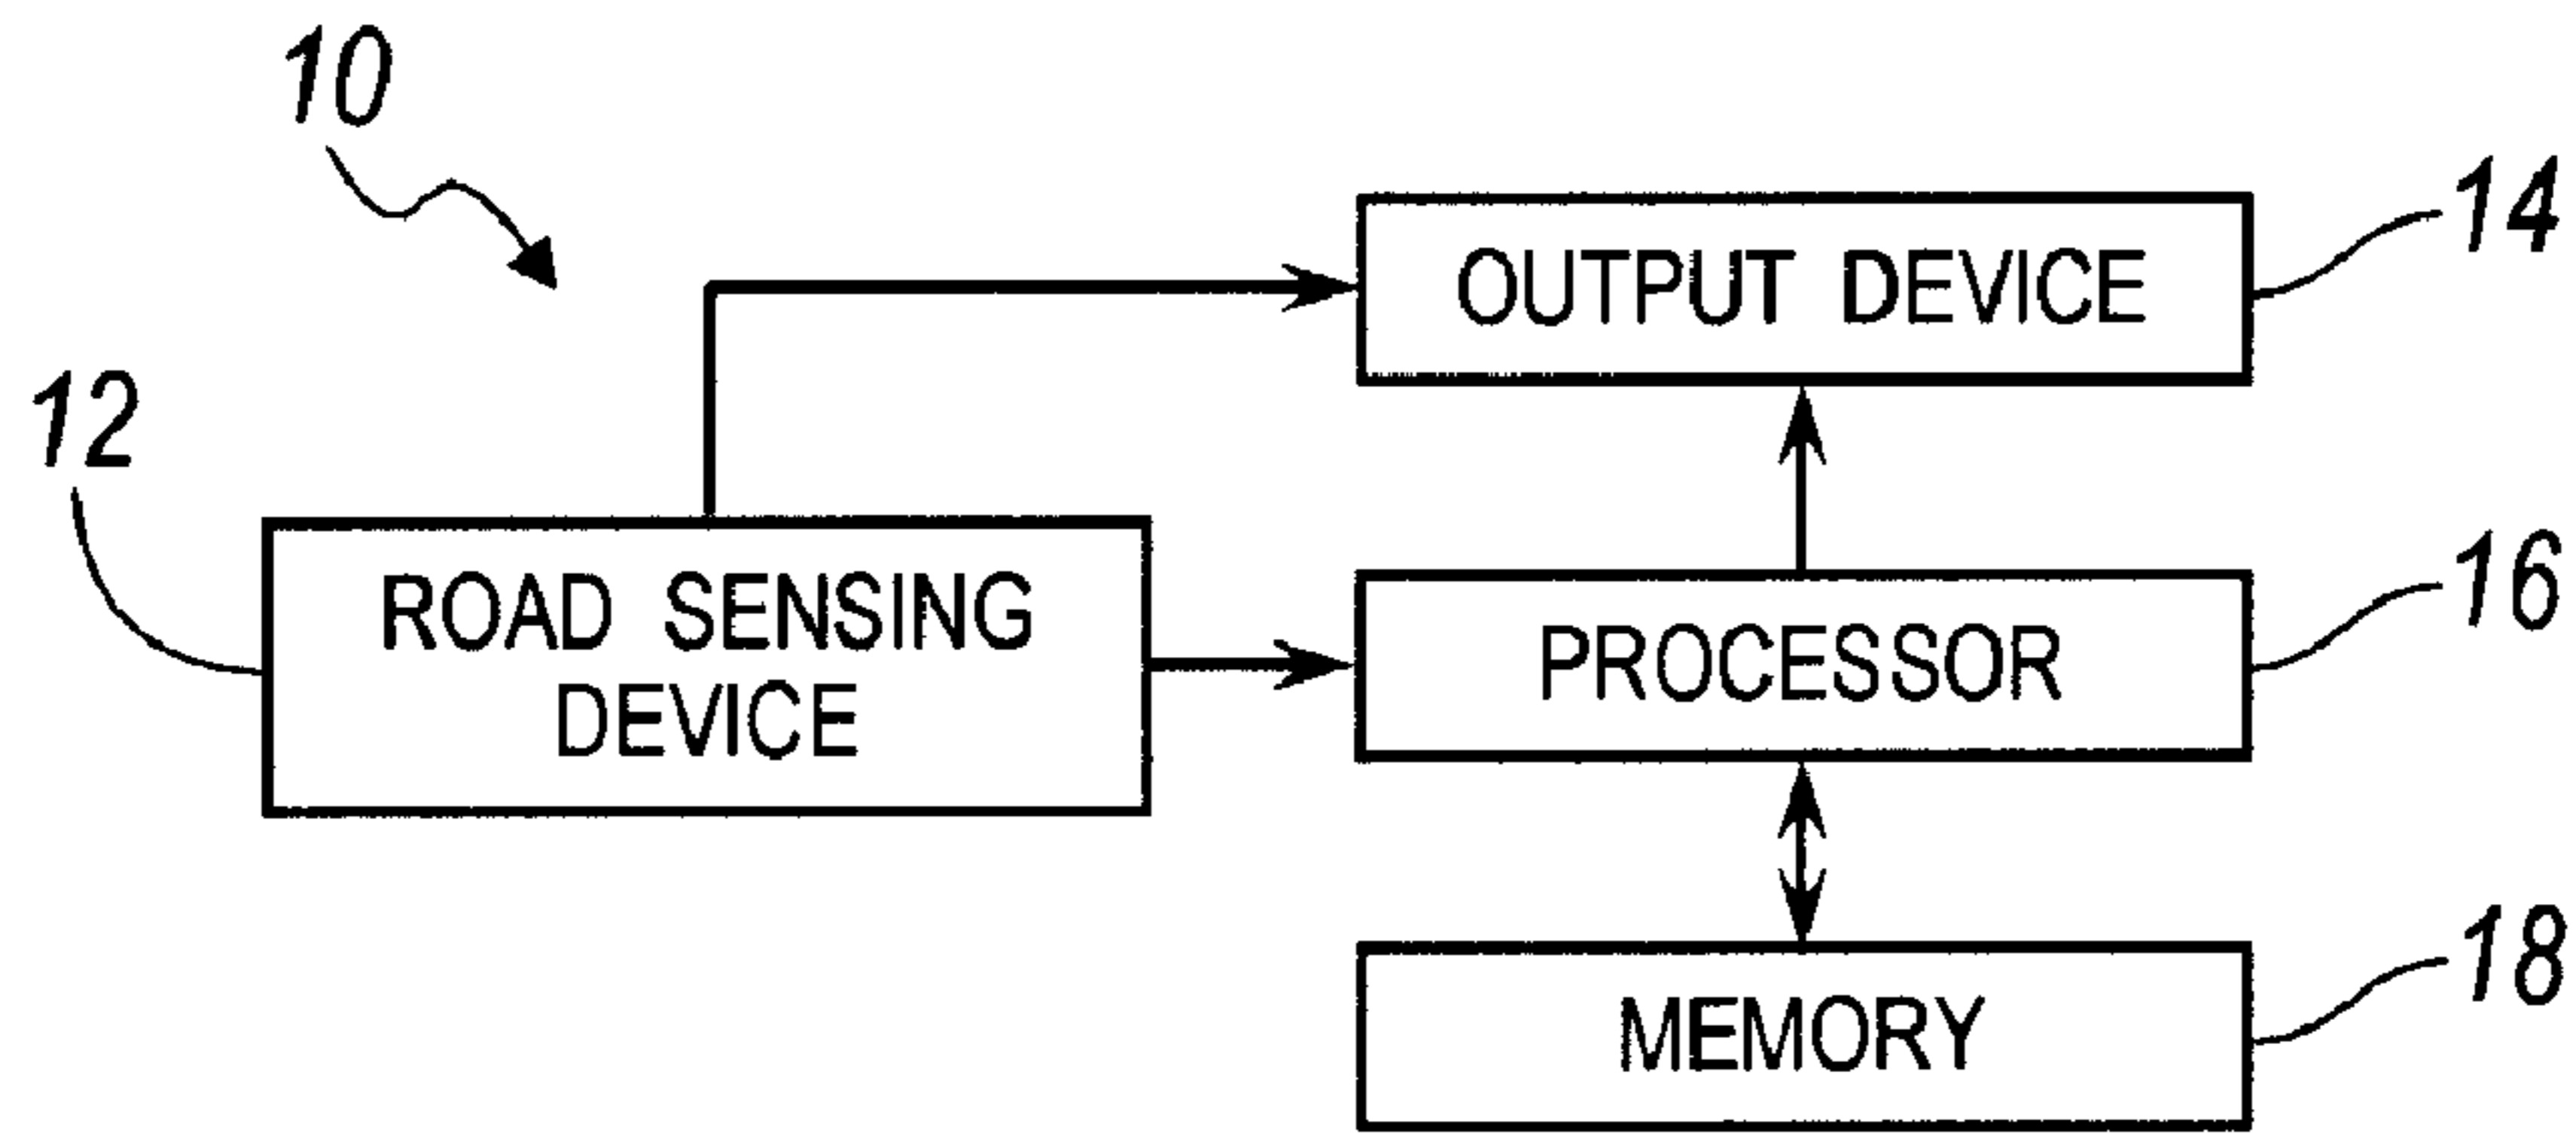 10
14
OUTPUT DEVICE
12
ROAD SENSING
DEVICE
16
PROCESSOR
18
MEMORY